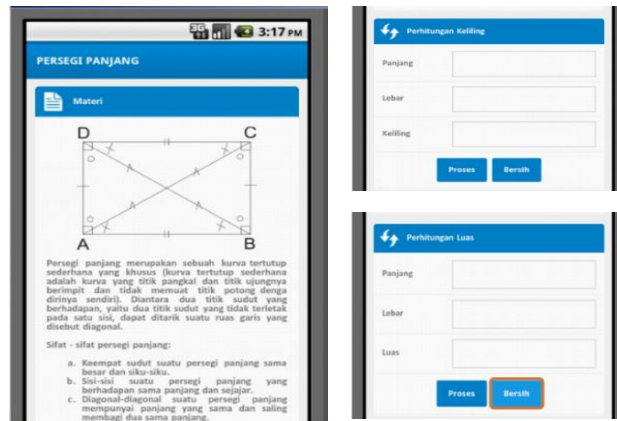 3G 3:17 PM
PERSEGI PANJANG
Materi
D C
A B
Persegi panjang merupakan sebuah kurva tertutup
sederhana yang khusus (kurva tertutup sederhana
adalah kurva yang titik pangkal dan titik ujungnya
berimpit dan tidak memuat titik potong denga
dirinya sendiri). Diantara dua titik sudut yang
berhadapan, yaitu dua titik sudut yang tidak terletak
pada satu sisi, dapat ditarik suatu ruas garis yang
disebut diagonal.
Sifat - sifat persegi panjang:
a. Keempat sudut suatu persegi panjang sama
besar dan siku-siku.
b. Sisi-sisi suatu persegi panjang yang
berhadapan sama panjang dan sejajar.
c. Diagonal-diagonal suatu persegi panjang
mempunyai panjang yang sama dan saling
membagi dua sama panjang.
Perhitungan Keliling
Panjang
Lebar
Keliling
Proses Bersih
Perhitungan Luas
Panjang
Lebar
Luas
Proses Bersih